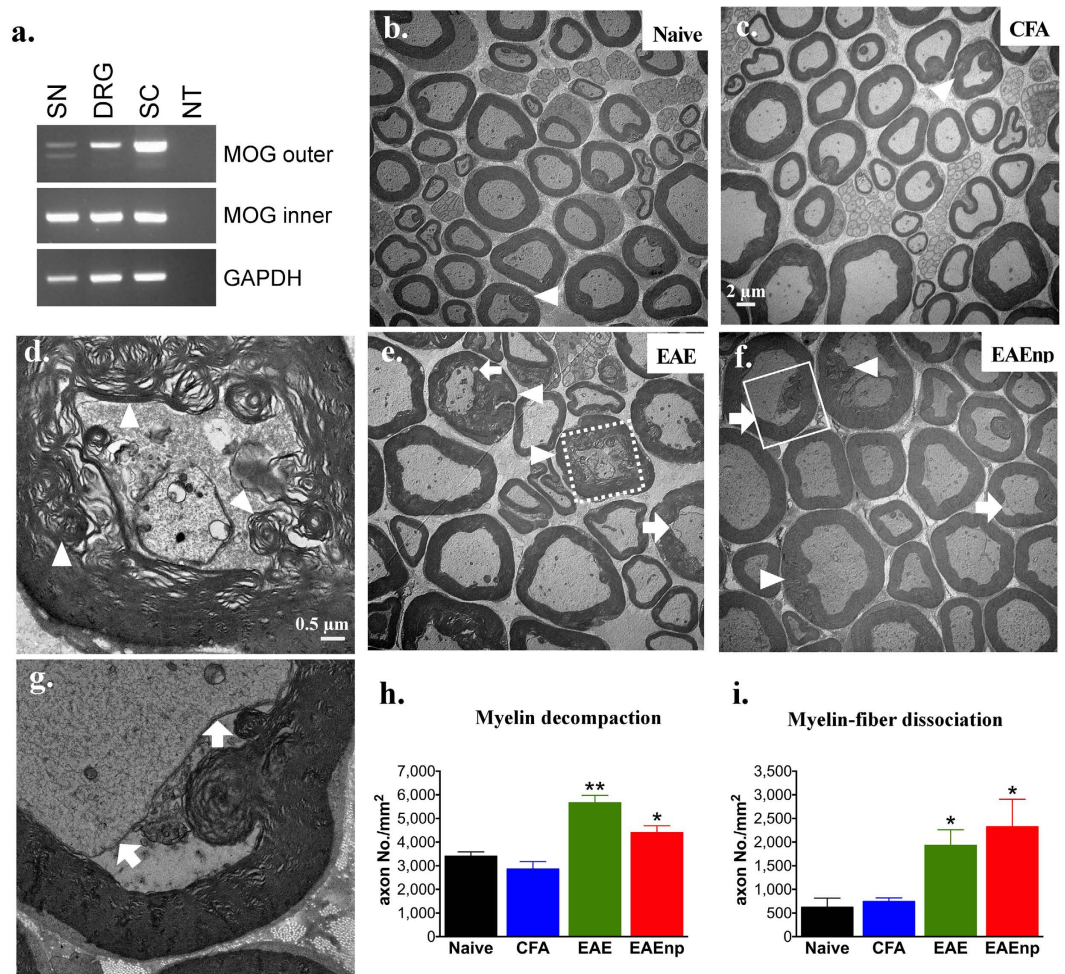 a.
SN DRG SC NT
MOG outer
MOG inner
GAPDH
b. Naive
c. CFA
2 µm
d.
0.5 µm
e. EAE
f. EAEnp
g.
h.
Myelin decompaction
axon No./mm2
7,000
6,000
5,000
4,000
3,000
2,000
1,000
0
** *
Naive CFA EAE EAEnp
i.
Myelin-fiber dissociation
axon No./mm2
3,500
3,000
2,500
2,000
1,500
1,000
500
0
* *
Naive CFA EAE EAEnp